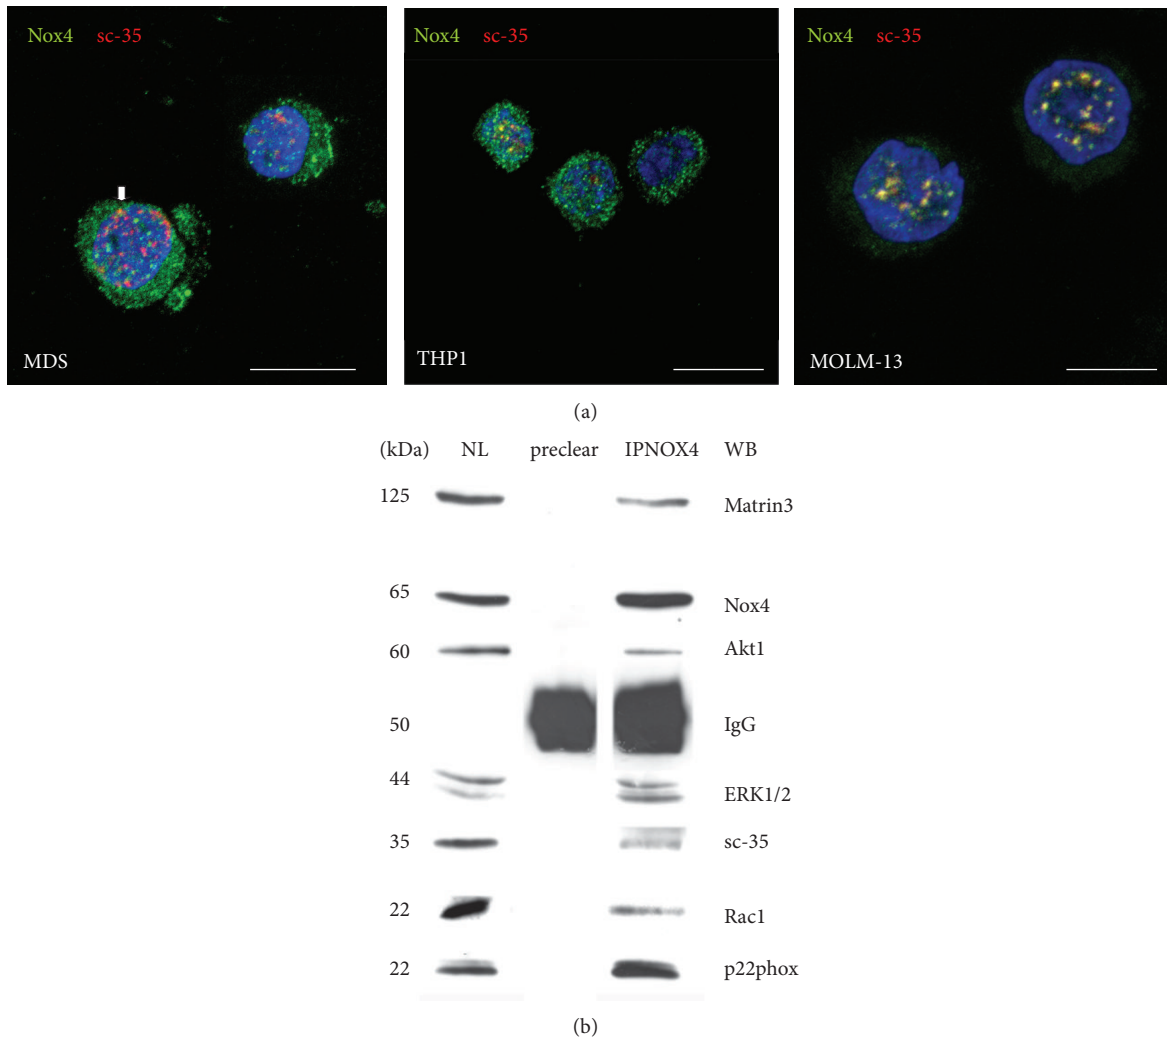 Nox4 sc-35 Nox4 sc-35 Nox4 sc-35
MDS THP1 MOLM-13
(a)
(kDa) NL preclear IPNOX4 WB
125 Matrin3
65 Nox4
60 Akt1
50 IgG
44 ERK1/2
35 sc-35
22 Rac1
22 p22phox
(b)